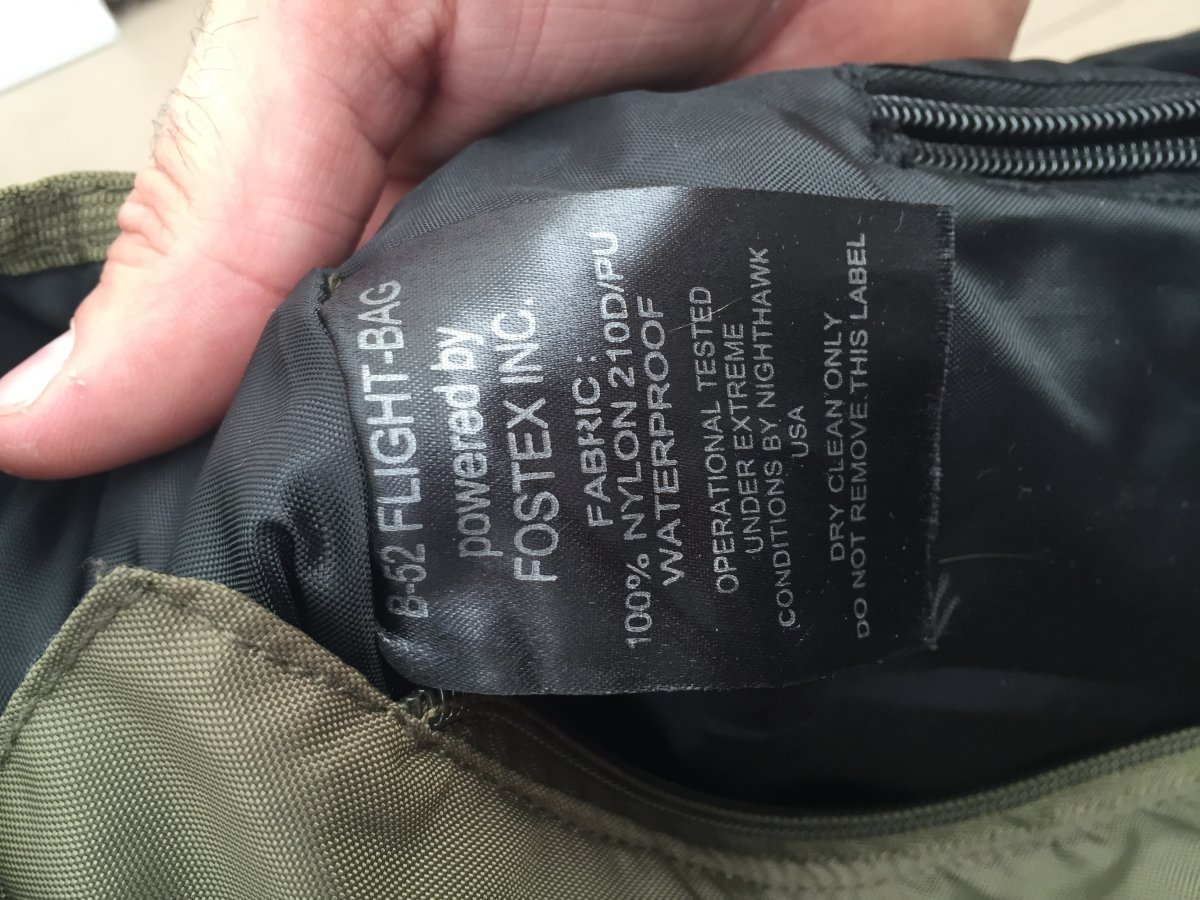 B-52 FLIGHT-BAG
powered by
FOSTEX INC.
FABRIC :
100% NYLON 210D/PU
WATERPROOF
OPERATIONAL TESTED
UNDER EXTREME
CONDITIONS BY NIGHTHAWK
USA
DRY CLEAN ONLY
DO NOT REMOVE THIS LABEL